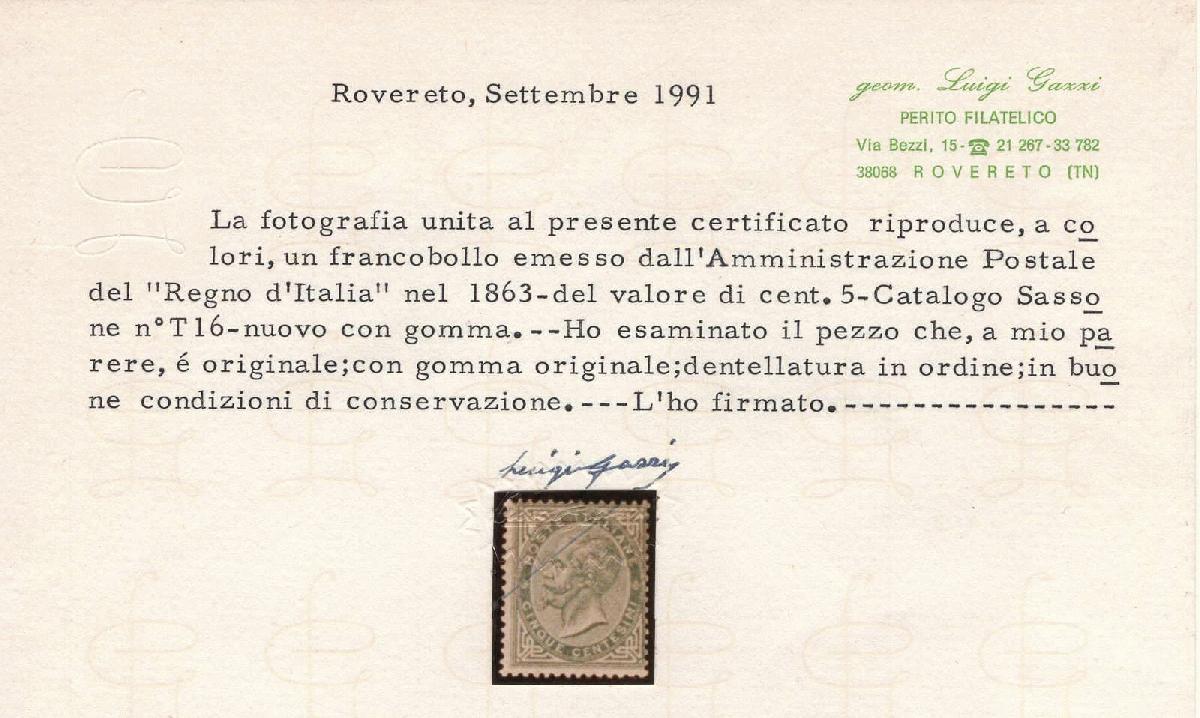 Rovereto, Settembre 1991
geom. Luigi Gazzi
PERITO FILATELICO
Via Bezzi, 15-☎ 21 267-33 782
38068 ROVERETO (TN)
La fotografia unita al presente certificato riproduce, a co
lori, un francobollo emesso dall'Amministrazione Postale
del "Regno d'Italia" nel 1863-del valore di cent. 5-Catalogo Sasso
ne n°T16-nuovo con gomma.--Ho esaminato il pezzo che, a mio pa
rere, é originale;con gomma originale;dentellatura in ordine;in buo
ne condizioni di conservazione.---L'ho firmato.-----------------
Luigi Gazzi
POSTE ITALIANE
CINQUE CENTESIMI